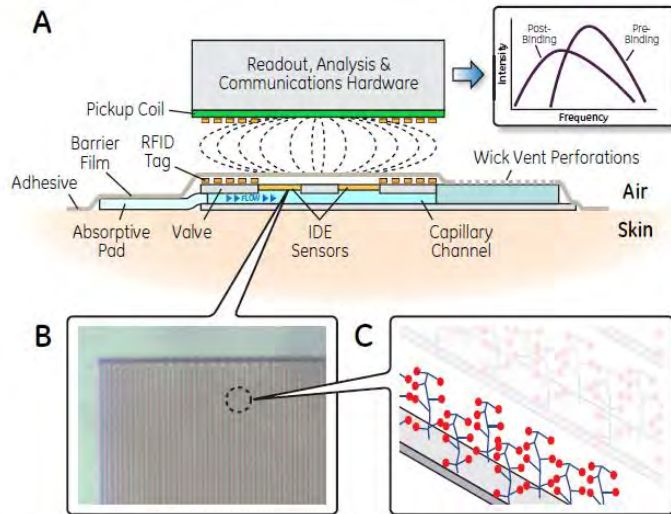 A
Readout, Analysis &
Communications Hardware
Post-
Binding
Pre-
Binding
Intensity
Frequency
Pickup Coil
RFID
Tag
Barrier
Film
Adhesive
Wick Vent Perforations
Air
FLOW
Absorptive
Pad
Valve
IDE
Sensors
Capillary
Channel
Skin
B
C